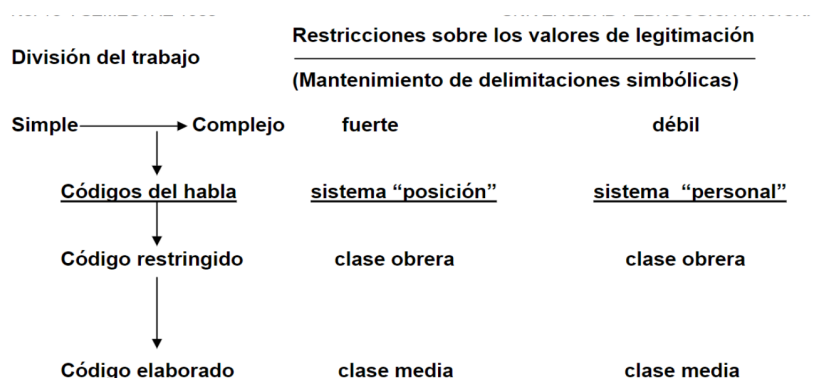 Restricciones sobre los valores de legitimación
División del trabajo
(Mantenimiento de delimitaciones simbólicas)
Simple Complejo fuerte débil
Códigos del habla sistema “posición” sistema “personal”
Código restringido clase obrera clase obrera
Código elaborado clase media clase media